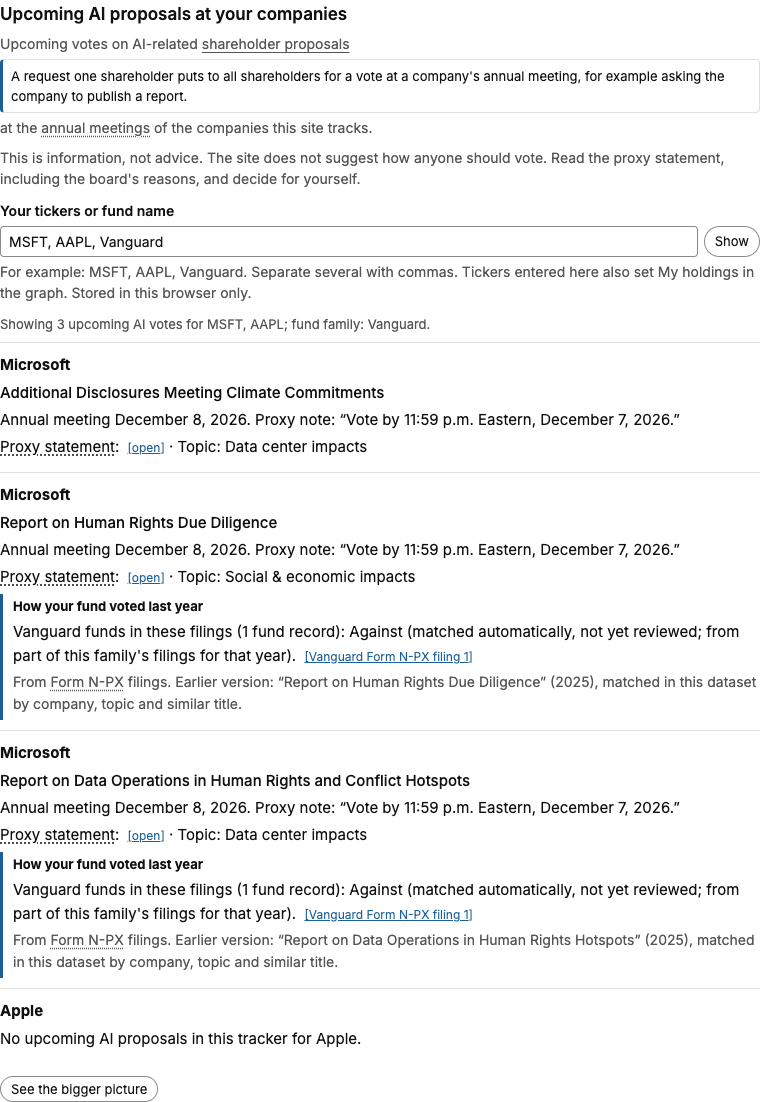 Upcoming AI proposals at your companies
Upcoming votes on AI-related shareholder proposals
A request one shareholder puts to all shareholders for a vote at a company's annual meeting, for example asking the
company to publish a report.
at the annual meetings of the companies this site tracks.
This is information, not advice. The site does not suggest how anyone should vote. Read the proxy statement,
including the board's reasons, and decide for yourself.
Your tickers or fund name
MSFT, AAPL, Vanguard
Show
For example: MSFT, AAPL, Vanguard. Separate several with commas. Tickers entered here also set My holdings in
the graph. Stored in this browser only.
Showing 3 upcoming AI votes for MSFT, AAPL; fund family: Vanguard.
Microsoft
Additional Disclosures Meeting Climate Commitments
Annual meeting December 8, 2026. Proxy note: “Vote by 11:59 p.m. Eastern, December 7, 2026.”
Proxy statement: [open] · Topic: Data center impacts
Microsoft
Report on Human Rights Due Diligence
Annual meeting December 8, 2026. Proxy note: “Vote by 11:59 p.m. Eastern, December 7, 2026.”
Proxy statement: [open] · Topic: Social & economic impacts
How your fund voted last year
Vanguard funds in these filings (1 fund record): Against (matched automatically, not yet reviewed; from
part of this family's filings for that year). [Vanguard Form N-PX filing 1]
From Form N-PX filings. Earlier version: “Report on Human Rights Due Diligence” (2025), matched in this dataset
by company, topic and similar title.
Microsoft
Report on Data Operations in Human Rights and Conflict Hotspots
Annual meeting December 8, 2026. Proxy note: “Vote by 11:59 p.m. Eastern, December 7, 2026.”
Proxy statement: [open] · Topic: Data center impacts
How your fund voted last year
Vanguard funds in these filings (1 fund record): Against (matched automatically, not yet reviewed; from
part of this family's filings for that year). [Vanguard Form N-PX filing 1]
From Form N-PX filings. Earlier version: “Report on Data Operations in Human Rights Hotspots” (2025), matched
in this dataset by company, topic and similar title.
Apple
No upcoming AI proposals in this tracker for Apple.
See the bigger picture